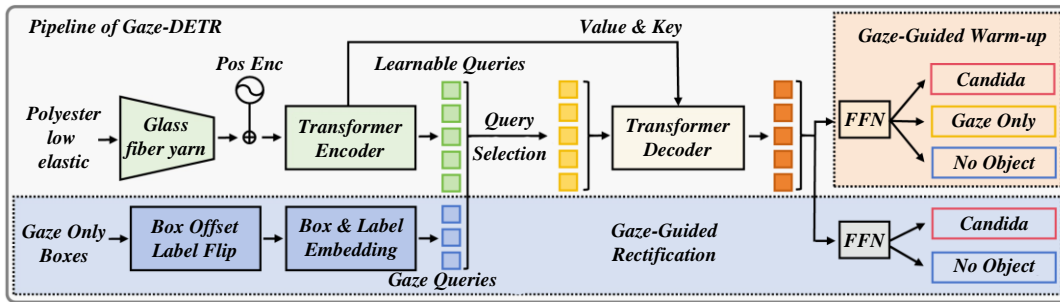 Pipeline of Gaze-DETR
Value & Key
Gaze-Guided Warm-up
Pos Enc
Learnable Queries
Candida
Polyester
low
elastic
Glass
fiber yarn
Transformer
Encoder
Query
Selection
Transformer
Decoder
FFN
Gaze Only
No Object
Gaze Only
Boxes
Box Offset
Label Flip
Box & Label
Embedding
Gaze Queries
Gaze-Guided
Rectification
FFN
Candida
No Object